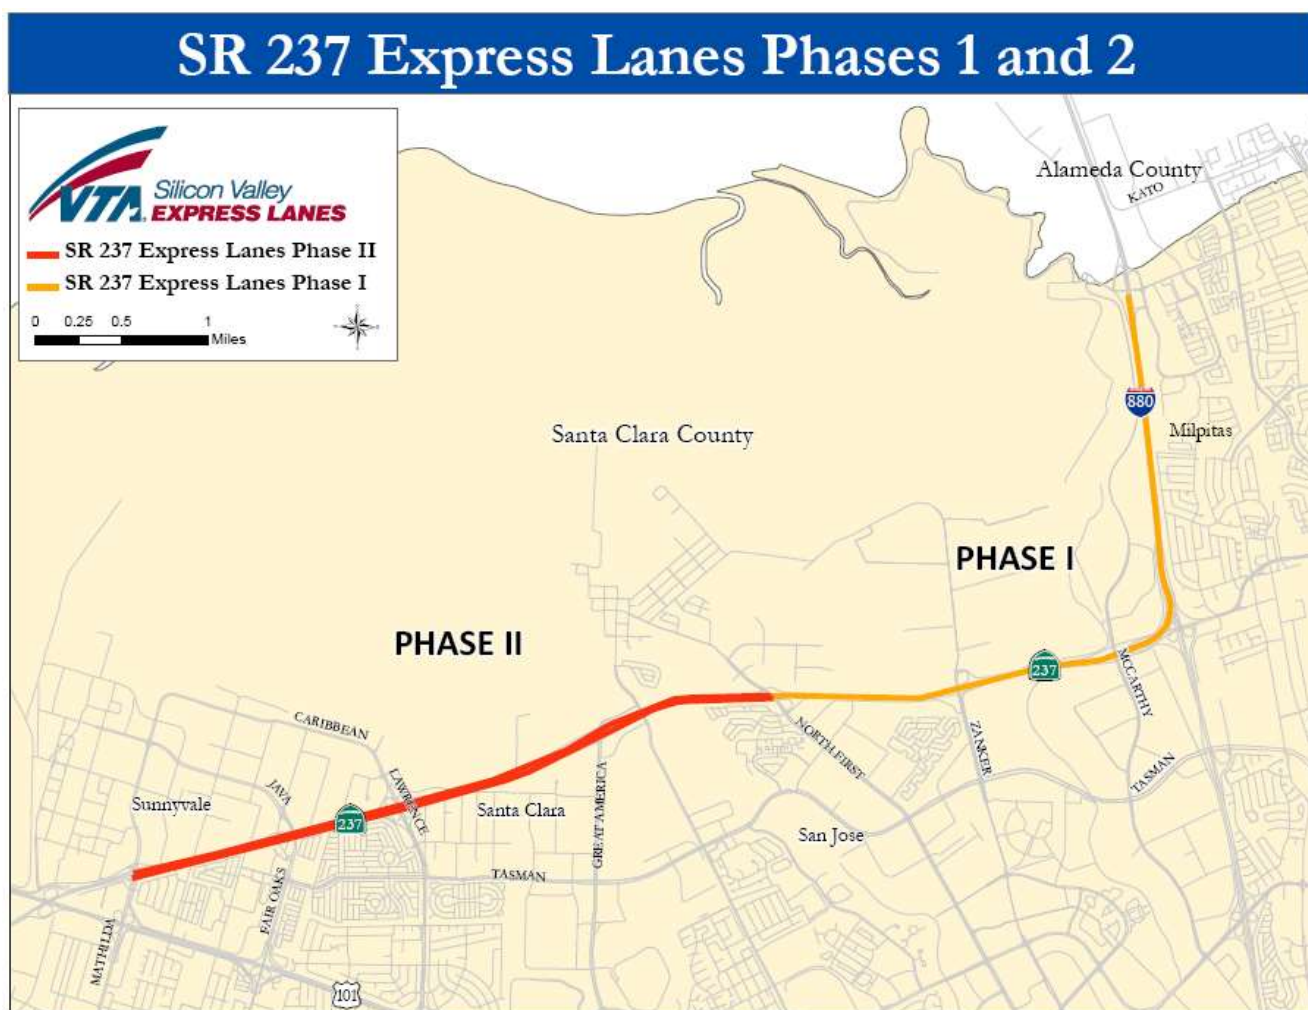 SR 237 Express Lanes Phases 1 and 2
VTA Silicon Valley
EXPRESS LANES
SR 237 Express Lanes Phase II
SR 237 Express Lanes Phase I
0 0.25 0.5 1
Miles
Alameda County
KATO
880
Milpitas
Santa Clara County
PHASE I
PHASE II
237
MCCARTHY
NORTH FIRST
ZANKER
TASMAN
CARIBBEAN
JAVA
LAWRENCE
Sunnyvale
237
Santa Clara
GREAT AMERICA
San Jose
TASMAN
FAIR OAKS
MATHILDA
101